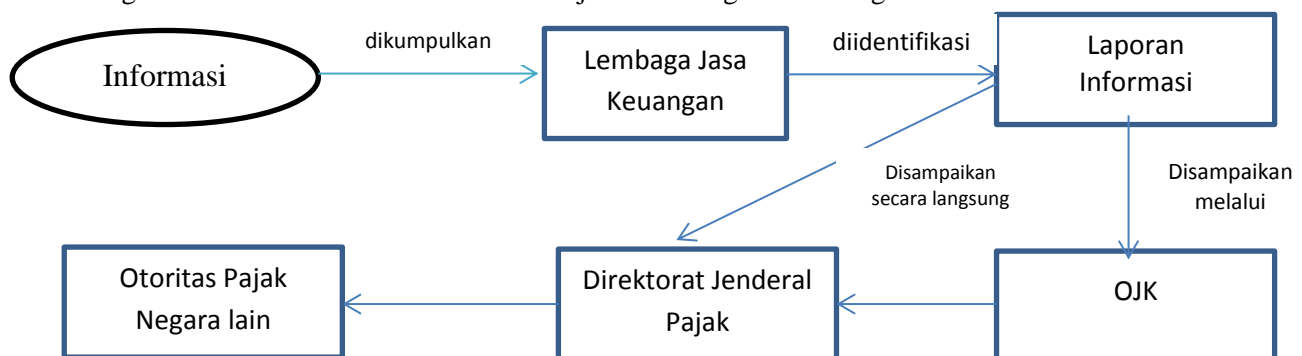 Informasi
dikumpulkan
Lembaga Jasa
Keuangan
diidentifikasi
Laporan
Informasi
Disampaikan
secara langsung
Disampaikan
melalui
Otoritas Pajak
Negara lain
Direktorat Jenderal
Pajak
OJK